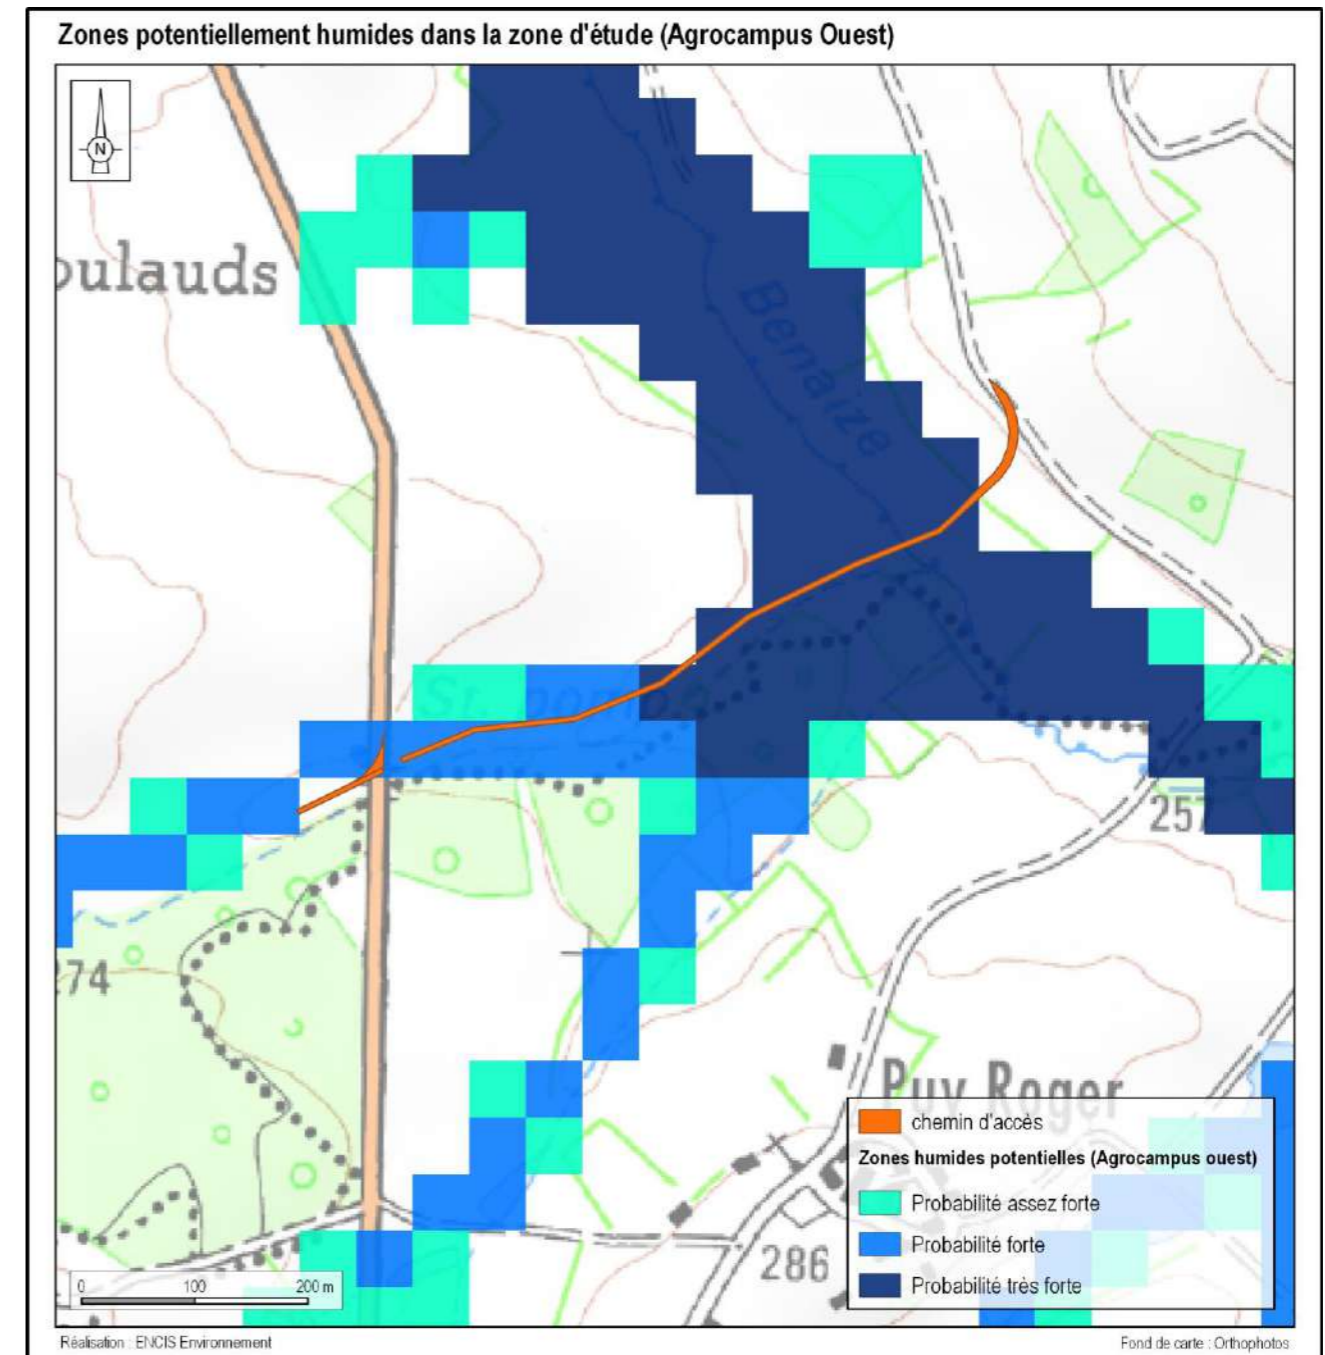 Zones potentiellement humides dans la zone d'étude (Agrocampus Ouest)
N
oulauds
Benaize
257
274
Puy Roger
286
chemin d'accès
Zones humides potentielles (Agrocampus ouest)
Probabilité assez forte
Probabilité forte
Probabilité très forte
0 100 200 m
Réalisation : ENCIS Environnement
Fond de carte : Orthophotos